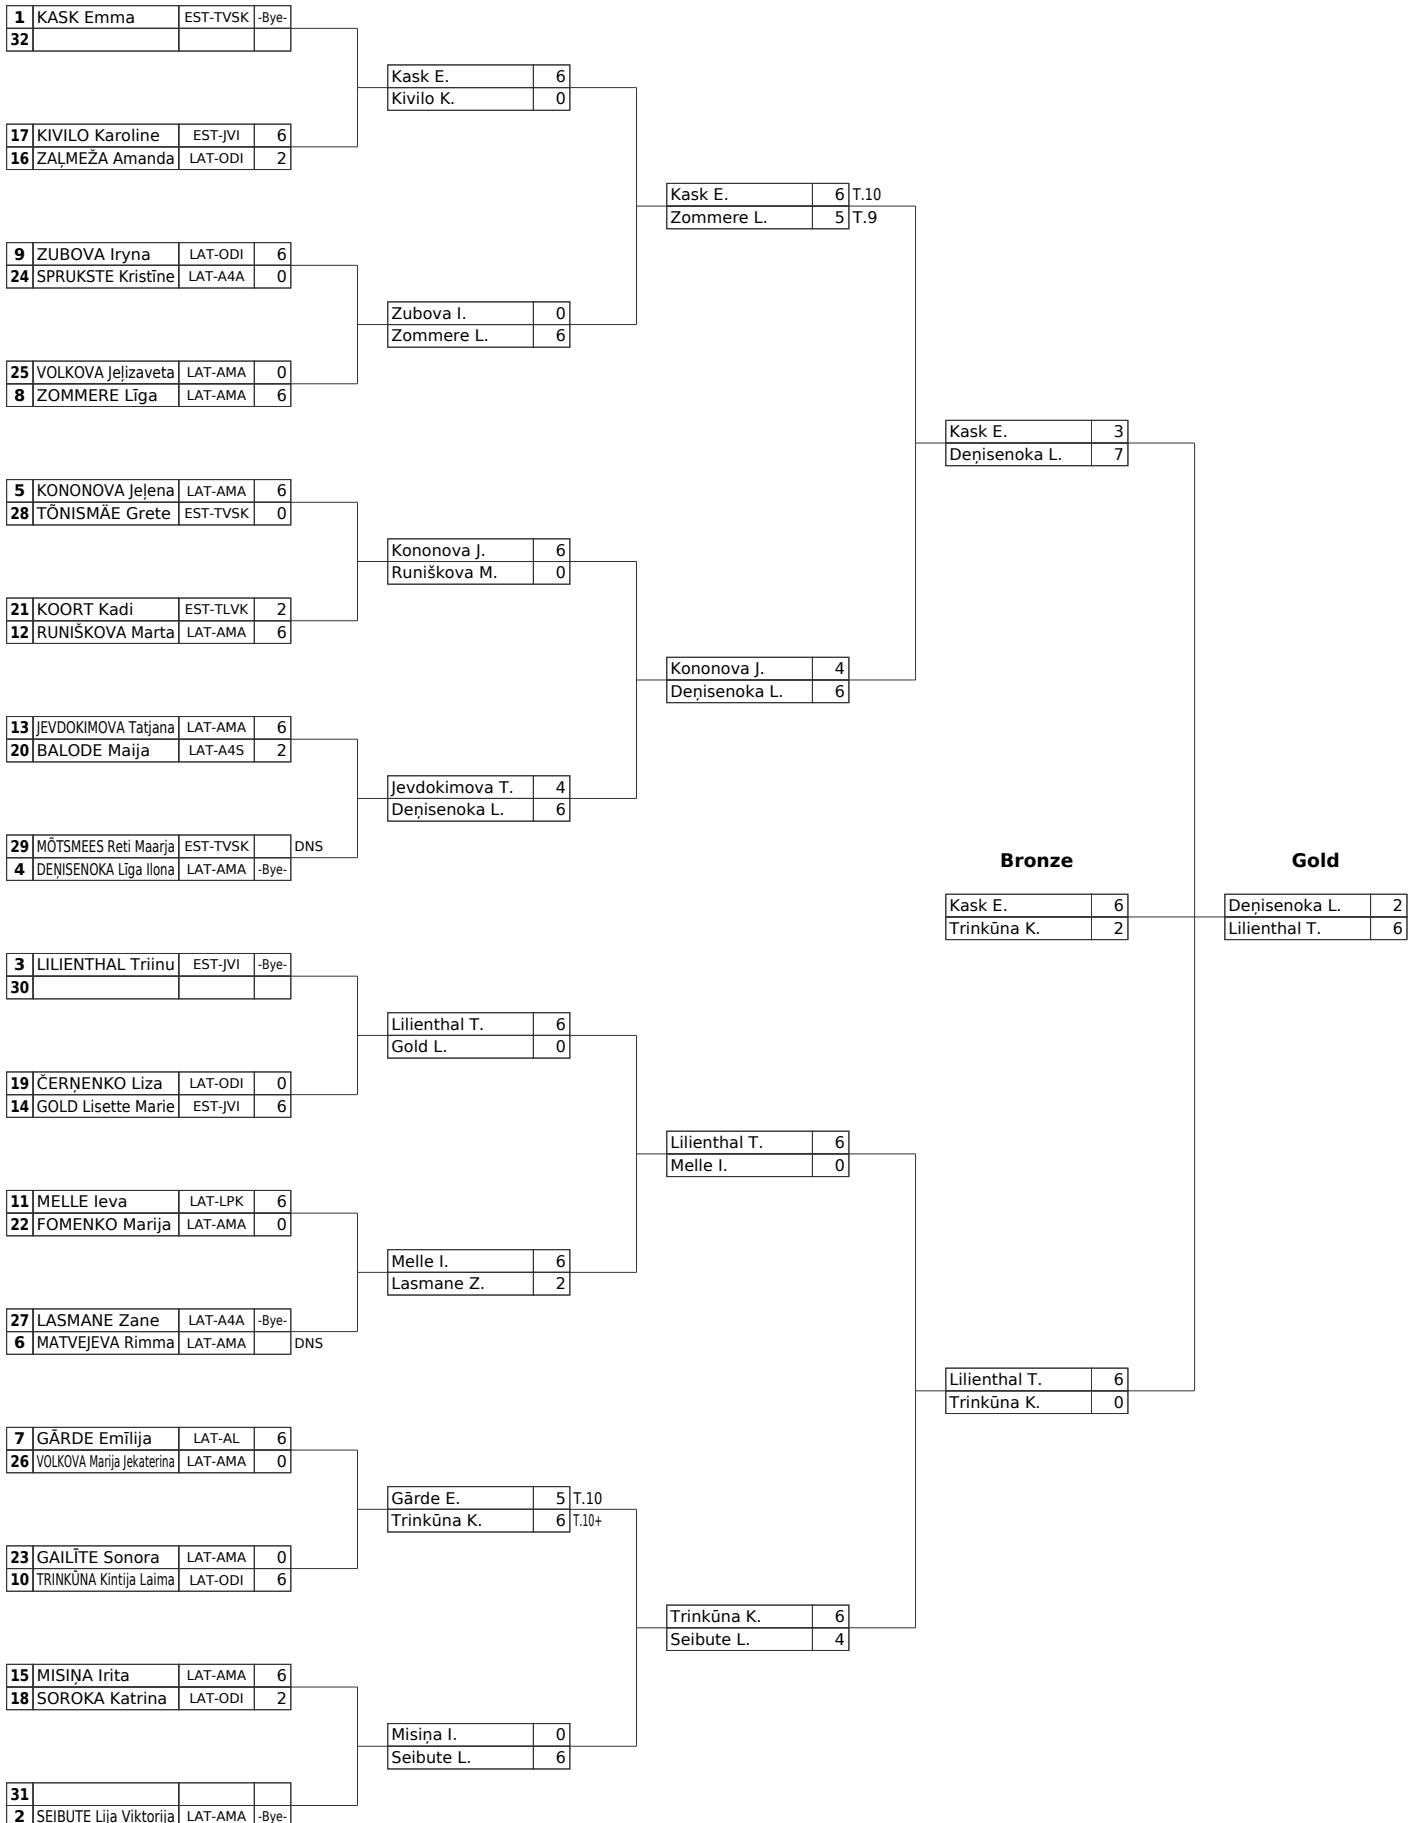 1 KASK Emma EST-TVSK -Bye-
32
Kask E. 6
Kivilo K. 0
17 KIVILO Karoline EST-JVI 6
16 ZAĻMEŽA Amanda LAT-ODI 2
Kask E. 6 T.10
Zommere L. 5 T.9
9 ZUBOVA Iryna LAT-ODI 6
24 SPRUKSTE Kristīne LAT-A4A 0
Zubova I. 0
Zommere L. 6
25 VOLKOVA Jeļizaveta LAT-AMA 0
8 ZOMMERE Līga LAT-AMA 6
Kask E. 3
Deņisenoka L. 7
5 KONONOVA Jeļena LAT-AMA 6
28 TÕNISMÄE Grete EST-TVSK 0
Kononova J. 6
Runiškova M. 0
21 KOORT Kadi EST-TLVK 2
12 RUNIŠKOVA Marta LAT-AMA 6
Kononova J. 4
Deņisenoka L. 6
13 JEVDOKIMOVA Tatjana LAT-AMA 6
20 BALODE Maija LAT-A4S 2
Jevdokimova T. 4
Deņisenoka L. 6
29 MÕTSMEES Reti Maarja EST-TVSK DNS
4 DEŅISENOKA Līga Ilona LAT-AMA -Bye-
Bronze Gold
Kask E. 6 Deņisenoka L. 2
Trinkūna K. 2 Lilienthal T. 6
3 LILIENTHAL Triinu EST-JVI -Bye-
30
Lilienthal T. 6
Gold L. 0
19 ČERŅENKO Liza LAT-ODI 0
14 GOLD Lisette Marie EST-JVI 6
Lilienthal T. 6
Melle I. 0
11 MELLE Ieva LAT-LPK 6
22 FOMENKO Marija LAT-AMA 0
Melle I. 6
Lasmane Z. 2
27 LASMANE Zane LAT-A4A -Bye-
6 MATVEJEVA Rimma LAT-AMA DNS
Lilienthal T. 6
Trinkūna K. 0
7 GĀRDE Emīlija LAT-AL 6
26 VOLKOVA Marija Jekaterina LAT-AMA 0
Gārde E. 5 T.10
Trinkūna K. 6 T.10+
23 GAILĪTE Sonora LAT-AMA 0
10 TRINKŪNA Kintija Laima LAT-ODI 6
Trinkūna K. 6
Seibute L. 4
15 MISIŅA Irita LAT-AMA 6
18 SOROKA Katrina LAT-ODI 2
Misiņa I. 0
Seibute L. 6
31
2 SEIBUTE Lija Viktorija LAT-AMA -Bye-